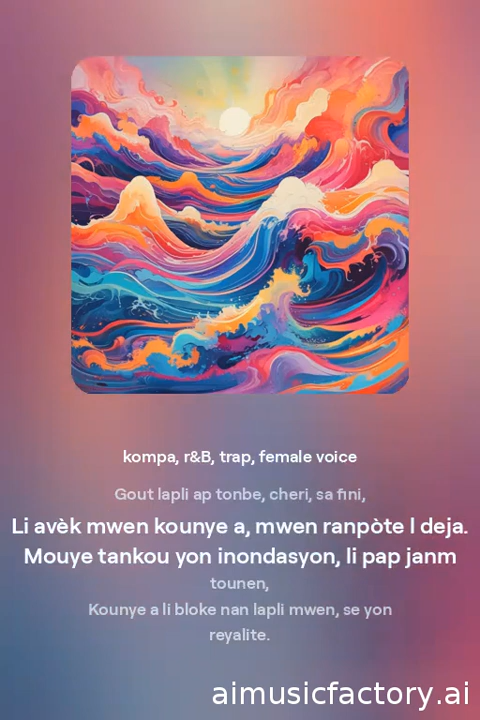 kompa, r&B, trap, female voice
Gout lapli ap tonbe, cheri, sa fini,
Li avèk mwen kounye a, mwen ranpòte l deja.
Mouye tankou yon inondasyon, li pap janm
tounen,
Kounye a li bloke nan lapli mwen, se yon
reyalite.
aimusicfactory.ai